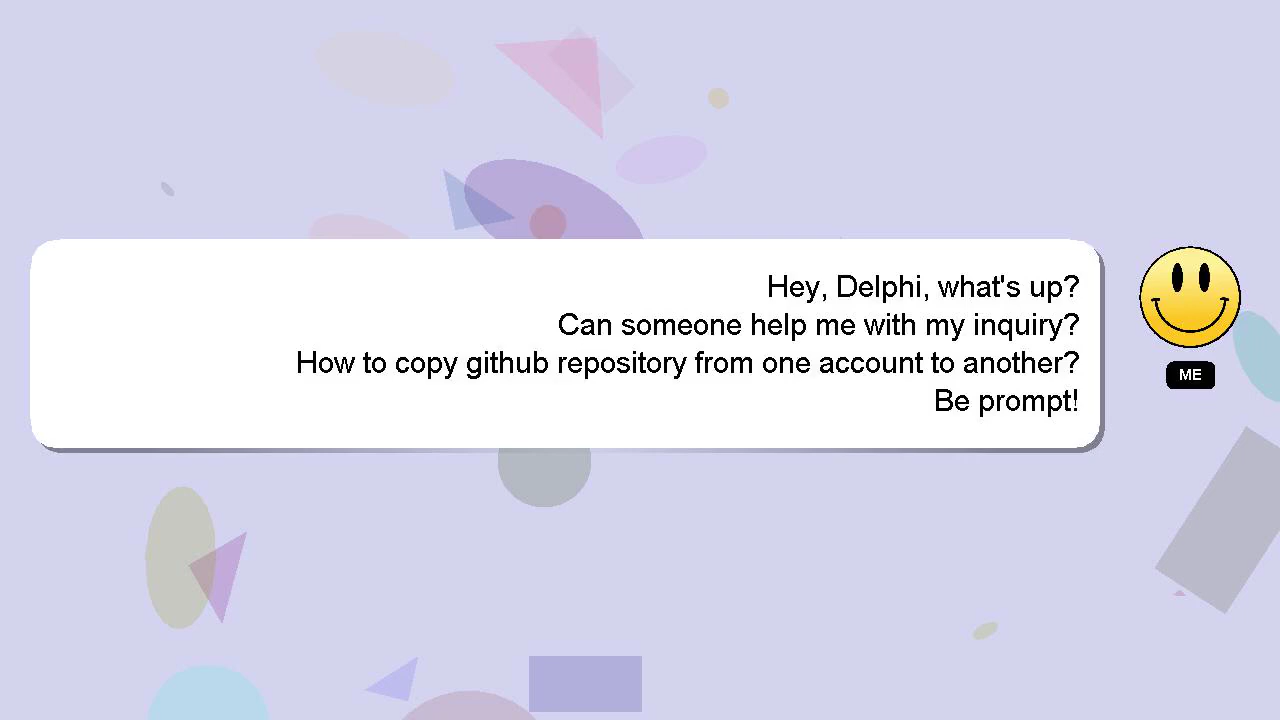 Hey, Delphi, what's up?
Can someone help me with my inquiry?
How to copy github repository from one account to another?
Be prompt!
ME